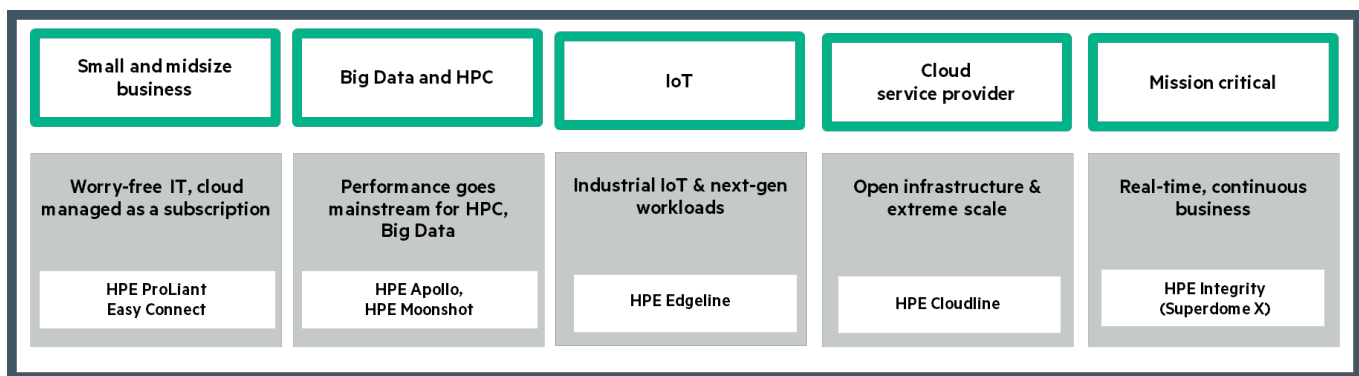 Small and midsize
business
Big Data and HPC
IoT
Cloud
service provider
Mission critical
Worry-free IT, cloud
managed as a subscription
Performance goes
mainstream for HPC,
Big Data
Industrial IoT & next-gen
workloads
Open infrastructure &
extreme scale
Real-time, continuous
business
HPE ProLiant
Easy Connect
HPE Apollo,
HPE Moonshot
HPE Edgeline
HPE Cloudline
HPE Integrity
(Superdome X)